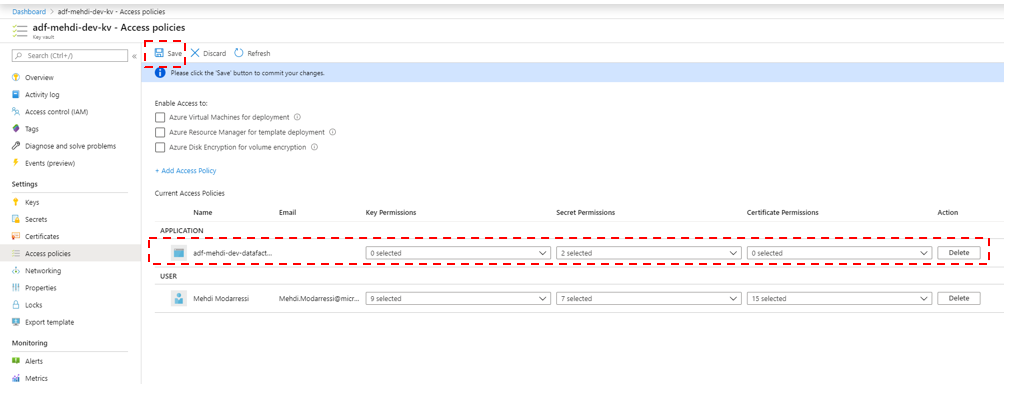 Dashboard > adf-mehdi-dev-kv - Access policies
adf-mehdi-dev-kv - Access policies
Key vault
Search (Ctrl+/)
«
Overview
Activity log
Access control (IAM)
Tags
Diagnose and solve problems
Events (preview)
Settings
Keys
Secrets
Certificates
Access policies
Networking
Properties
Locks
Export template
Monitoring
Alerts
Metrics
Save Discard Refresh
Please click the 'Save' button to commit your changes.
Enable Access to:
Azure Virtual Machines for deployment
Azure Resource Manager for template deployment
Azure Disk Encryption for volume encryption
+ Add Access Policy
Current Access Policies
Name Email Key Permissions Secret Permissions Certificate Permissions Action
APPLICATION
adf-mehdi-dev-datafact... 0 selected 2 selected 0 selected Delete
USER
Mehdi Modarressi Mehdi.Modarressi@micr... 9 selected 7 selected 15 selected Delete